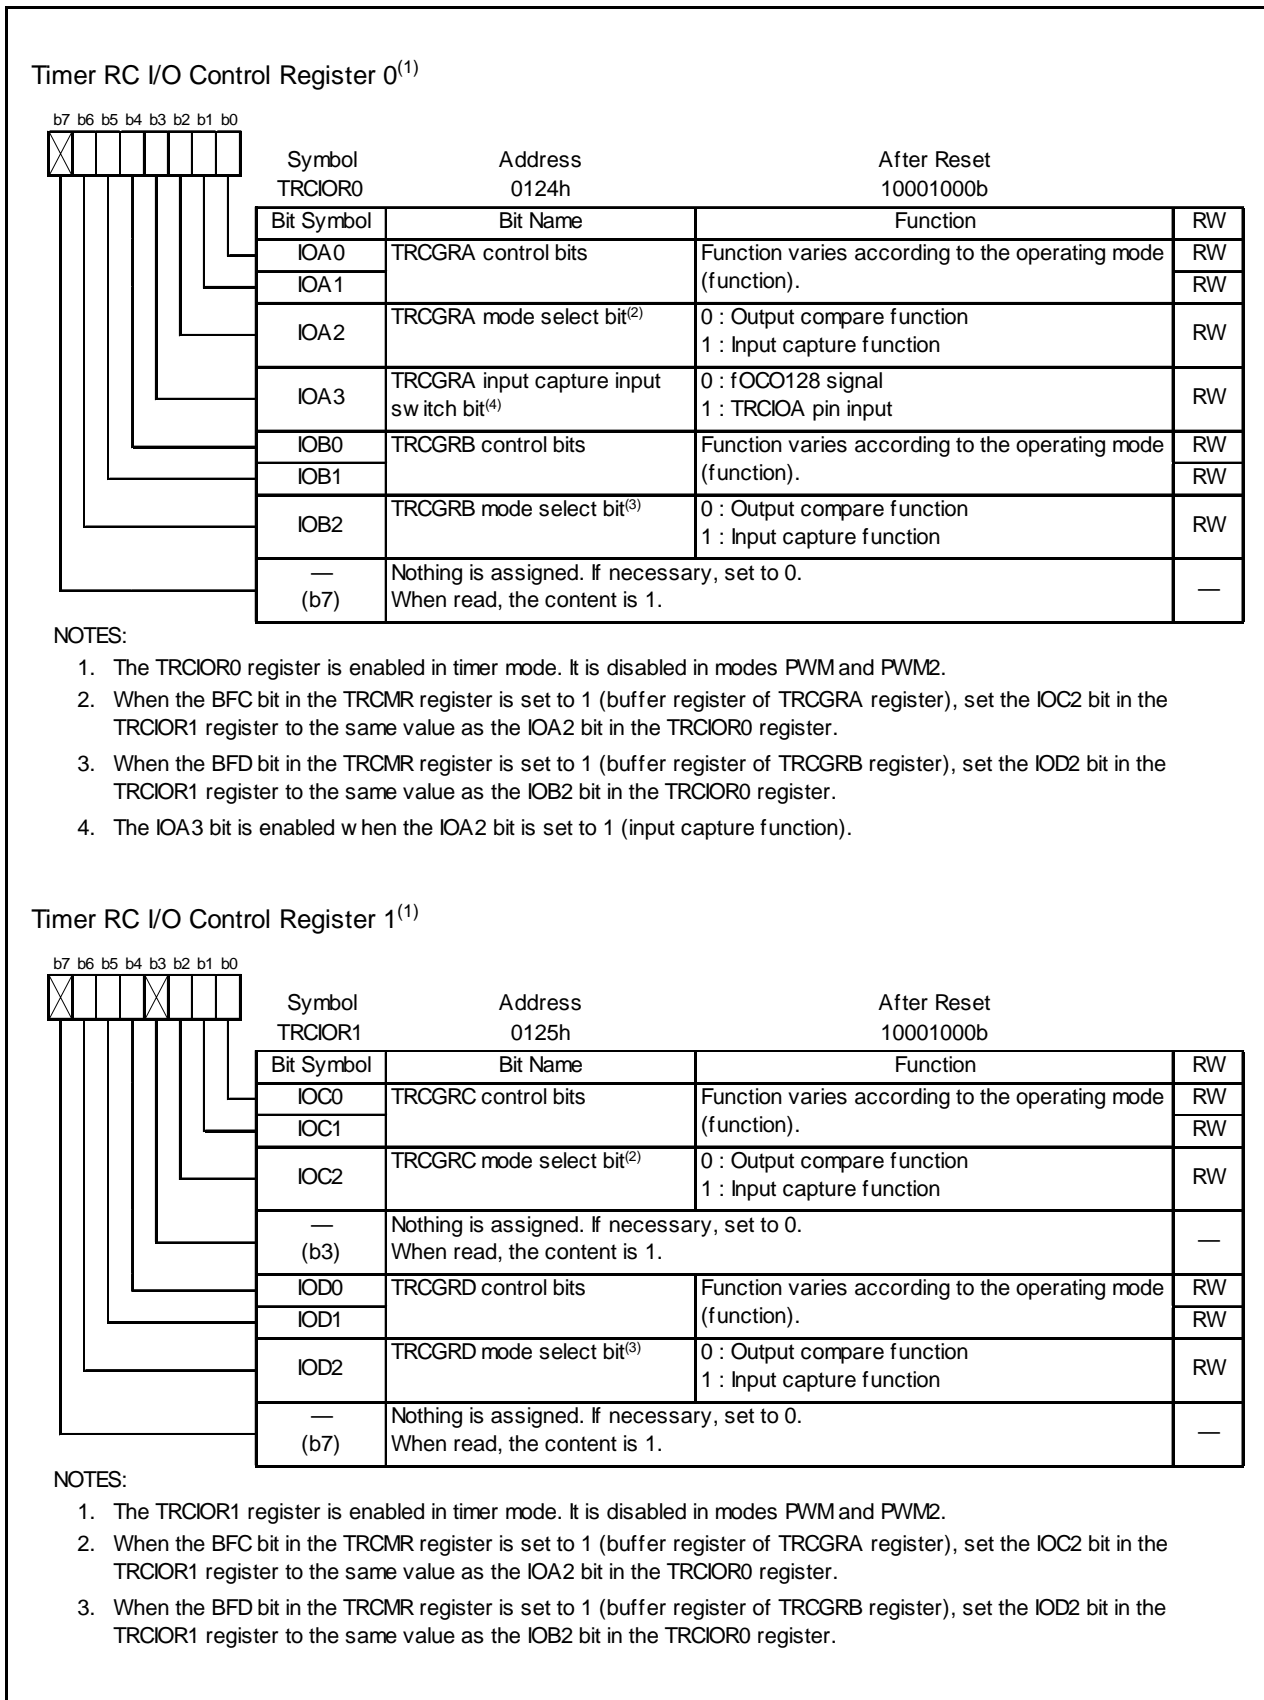 Timer RC I/O Control Register 0(1)
b7 b6 b5 b4 b3 b2 b1 b0
Symbol Address After Reset
TRCIOR0 0124h 10001000b
Bit Symbol Bit Name Function RW
IOA0 TRCGRA control bits Function varies according to the operating mode RW
IOA1 (function). RW
IOA2 TRCGRA mode select bit(2) 0 : Output compare function RW
1 : Input capture function
IOA3 TRCGRA input capture input 0 : fOCO128 signal RW
switch bit(4) 1 : TRCIOA pin input
IOB0 TRCGRB control bits Function varies according to the operating mode RW
IOB1 (function). RW
IOB2 TRCGRB mode select bit(3) 0 : Output compare function RW
1 : Input capture function
— Nothing is assigned. If necessary, set to 0. —
(b7) When read, the content is 1.
NOTES:
1. The TRCIOR0 register is enabled in timer mode. It is disabled in modes PWM and PWM2.
2. When the BFC bit in the TRCMR register is set to 1 (buffer register of TRCGRA register), set the IOC2 bit in the
TRCIOR1 register to the same value as the IOA2 bit in the TRCIOR0 register.
3. When the BFD bit in the TRCMR register is set to 1 (buffer register of TRCGRB register), set the IOD2 bit in the
TRCIOR1 register to the same value as the IOB2 bit in the TRCIOR0 register.
4. The IOA3 bit is enabled when the IOA2 bit is set to 1 (input capture function).
Timer RC I/O Control Register 1(1)
b7 b6 b5 b4 b3 b2 b1 b0
Symbol Address After Reset
TRCIOR1 0125h 10001000b
Bit Symbol Bit Name Function RW
IOC0 TRCGRC control bits Function varies according to the operating mode RW
IOC1 (function). RW
IOC2 TRCGRC mode select bit(2) 0 : Output compare function RW
1 : Input capture function
— Nothing is assigned. If necessary, set to 0. —
(b3) When read, the content is 1.
IOD0 TRCGRD control bits Function varies according to the operating mode RW
IOD1 (function). RW
IOD2 TRCGRD mode select bit(3) 0 : Output compare function RW
1 : Input capture function
— Nothing is assigned. If necessary, set to 0. —
(b7) When read, the content is 1.
NOTES:
1. The TRCIOR1 register is enabled in timer mode. It is disabled in modes PWM and PWM2.
2. When the BFC bit in the TRCMR register is set to 1 (buffer register of TRCGRA register), set the IOC2 bit in the
TRCIOR1 register to the same value as the IOA2 bit in the TRCIOR0 register.
3. When the BFD bit in the TRCMR register is set to 1 (buffer register of TRCGRB register), set the IOD2 bit in the
TRCIOR1 register to the same value as the IOB2 bit in the TRCIOR0 register.